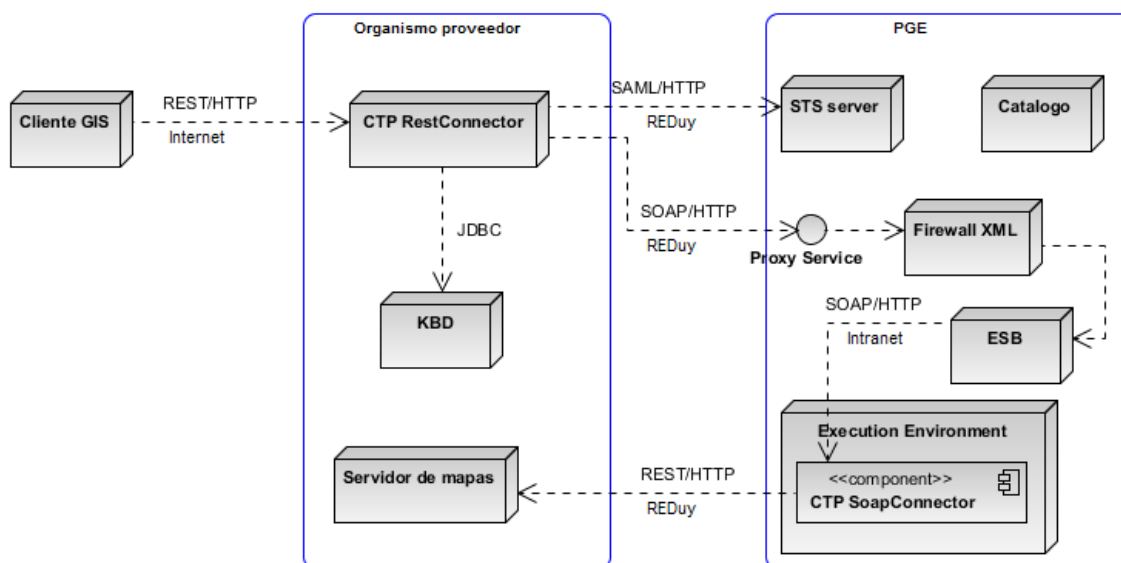 Organismo proveedor
PGE
Cliente GIS
REST/HTTP
Internet
CTP RestConnector
SAML/HTTP
REDuy
STS server
Catalogo
JDBC
SOAP/HTTP
REDuy
Proxy Service
Firewall XML
KBD
SOAP/HTTP
Intranet
ESB
Execution Environment
<<component>>
CTP SoapConnector
REST/HTTP
REDuy
Servidor de mapas